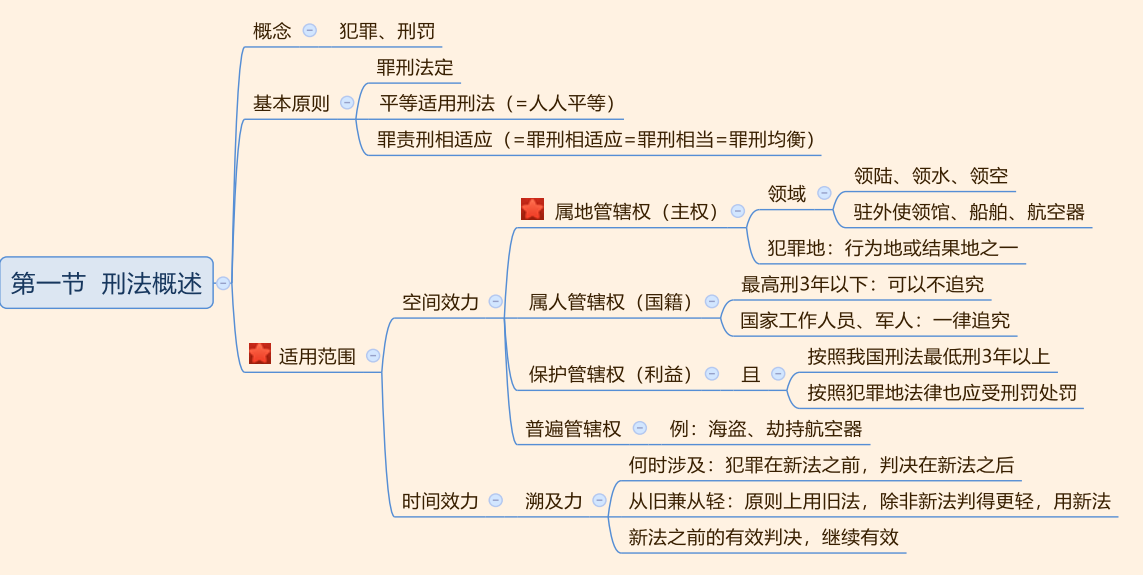 概念
犯罪、刑罚
罪刑法定
基本原则
平等适用刑法（=人人平等）
罪责刑相适应（=罪刑相适应=罪刑相当=罪刑均衡）
领陆、领水、领空
领域
属地管辖权（主权）
驻外使领馆、船舶、航空器
犯罪地：行为地或结果地之一
第一节 刑法概述
最高刑3年以下：可以不追究
空间效力
属人管辖权（国籍）
国家工作人员、军人：一律追究
适用范围
按照我国刑法最低刑3年以上
保护管辖权（利益）
且
按照犯罪地法律也应受刑罚处罚
普遍管辖权
例：海盗、劫持航空器
何时涉及：犯罪在新法之前，判决在新法之后
时间效力
溯及力
从旧兼从轻：原则上用旧法，除非新法判得更轻，用新法
新法之前的有效判决，继续有效